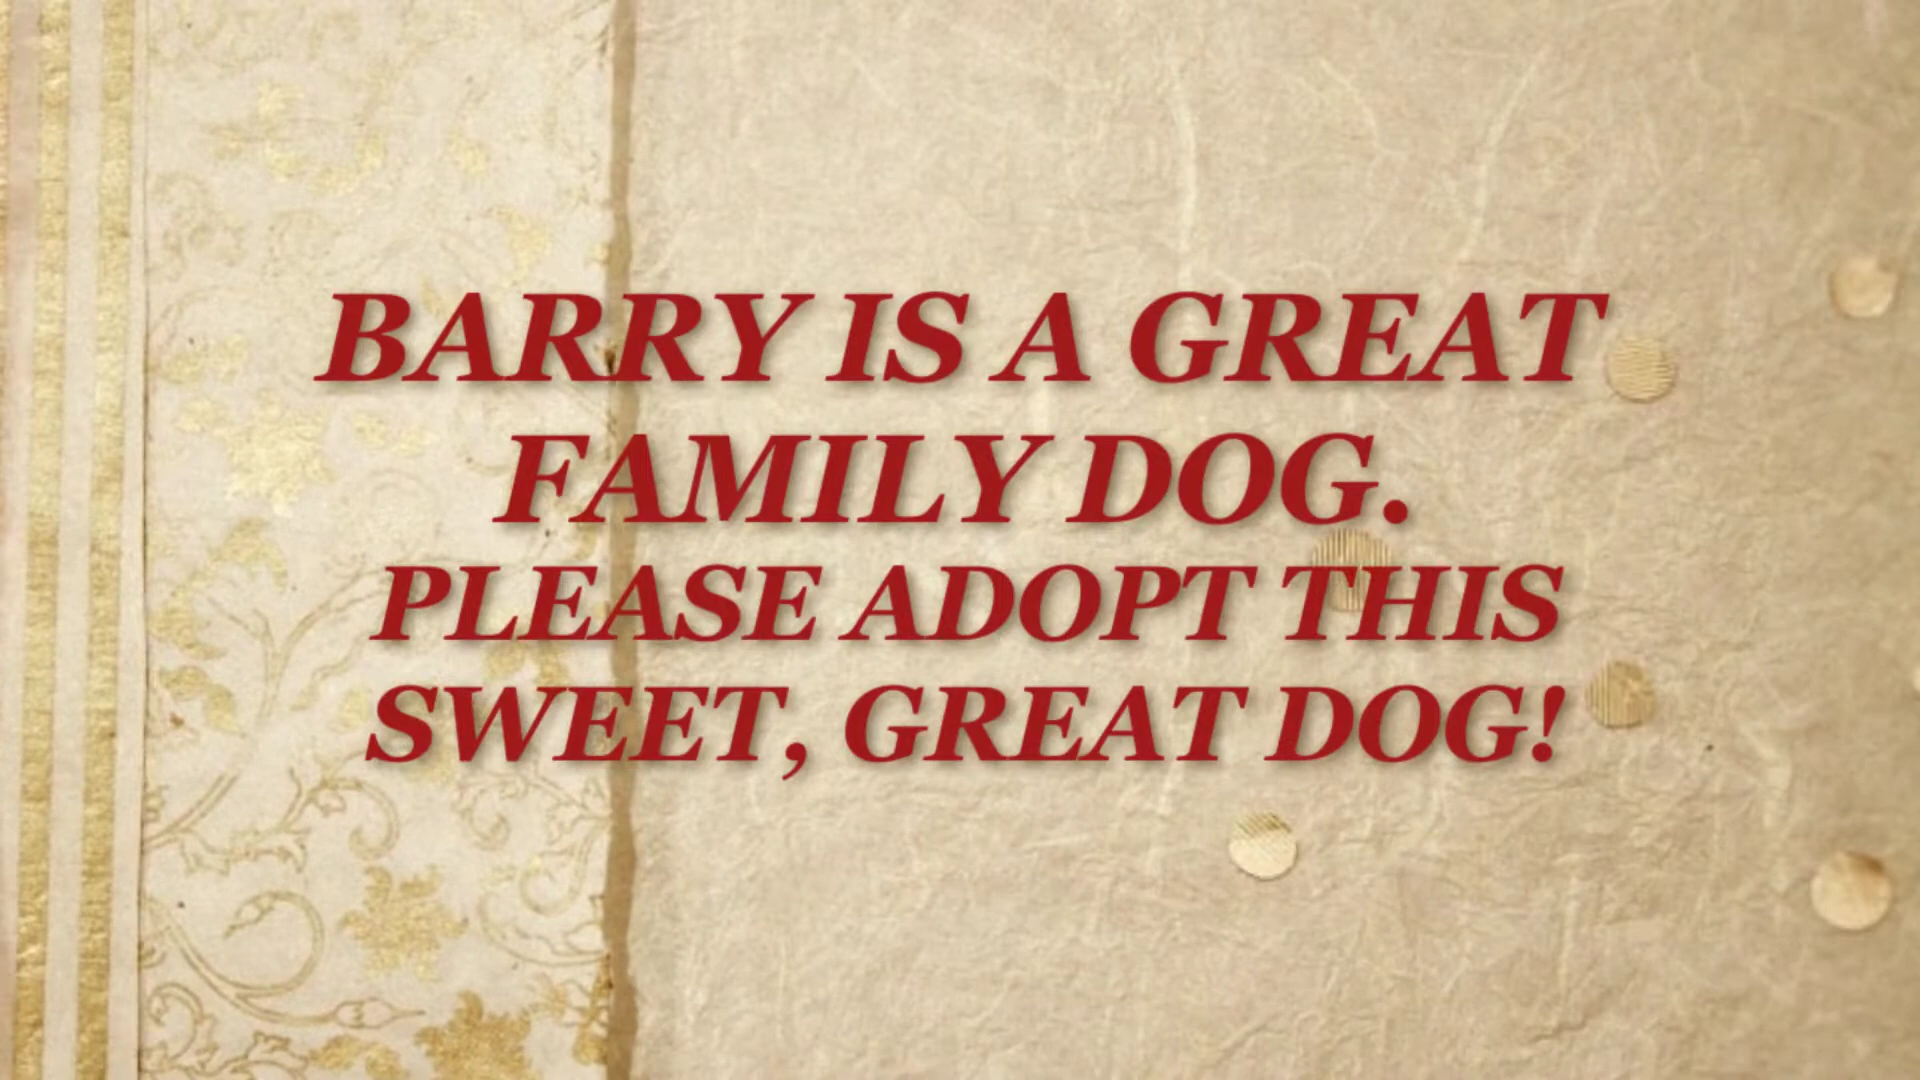 BARRY IS A GREAT
FAMILY DOG.
PLEASE ADOPT THIS
SWEET, GREAT DOG!